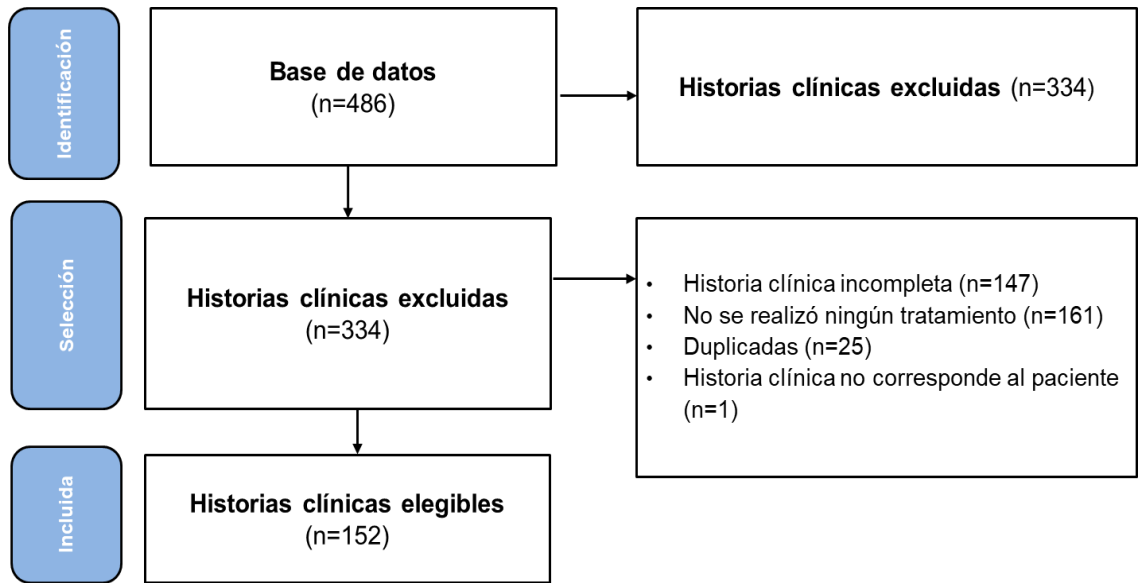 Identificación
Base de datos
(n=486)
Historias clínicas excluidas (n=334)
Selección
Historias clínicas excluidas
(n=334)
• Historia clínica incompleta (n=147)
• No se realizó ningún tratamiento (n=161)
• Duplicadas (n=25)
• Historia clínica no corresponde al paciente
(n=1)
Incluida
Historias clínicas elegibles
(n=152)